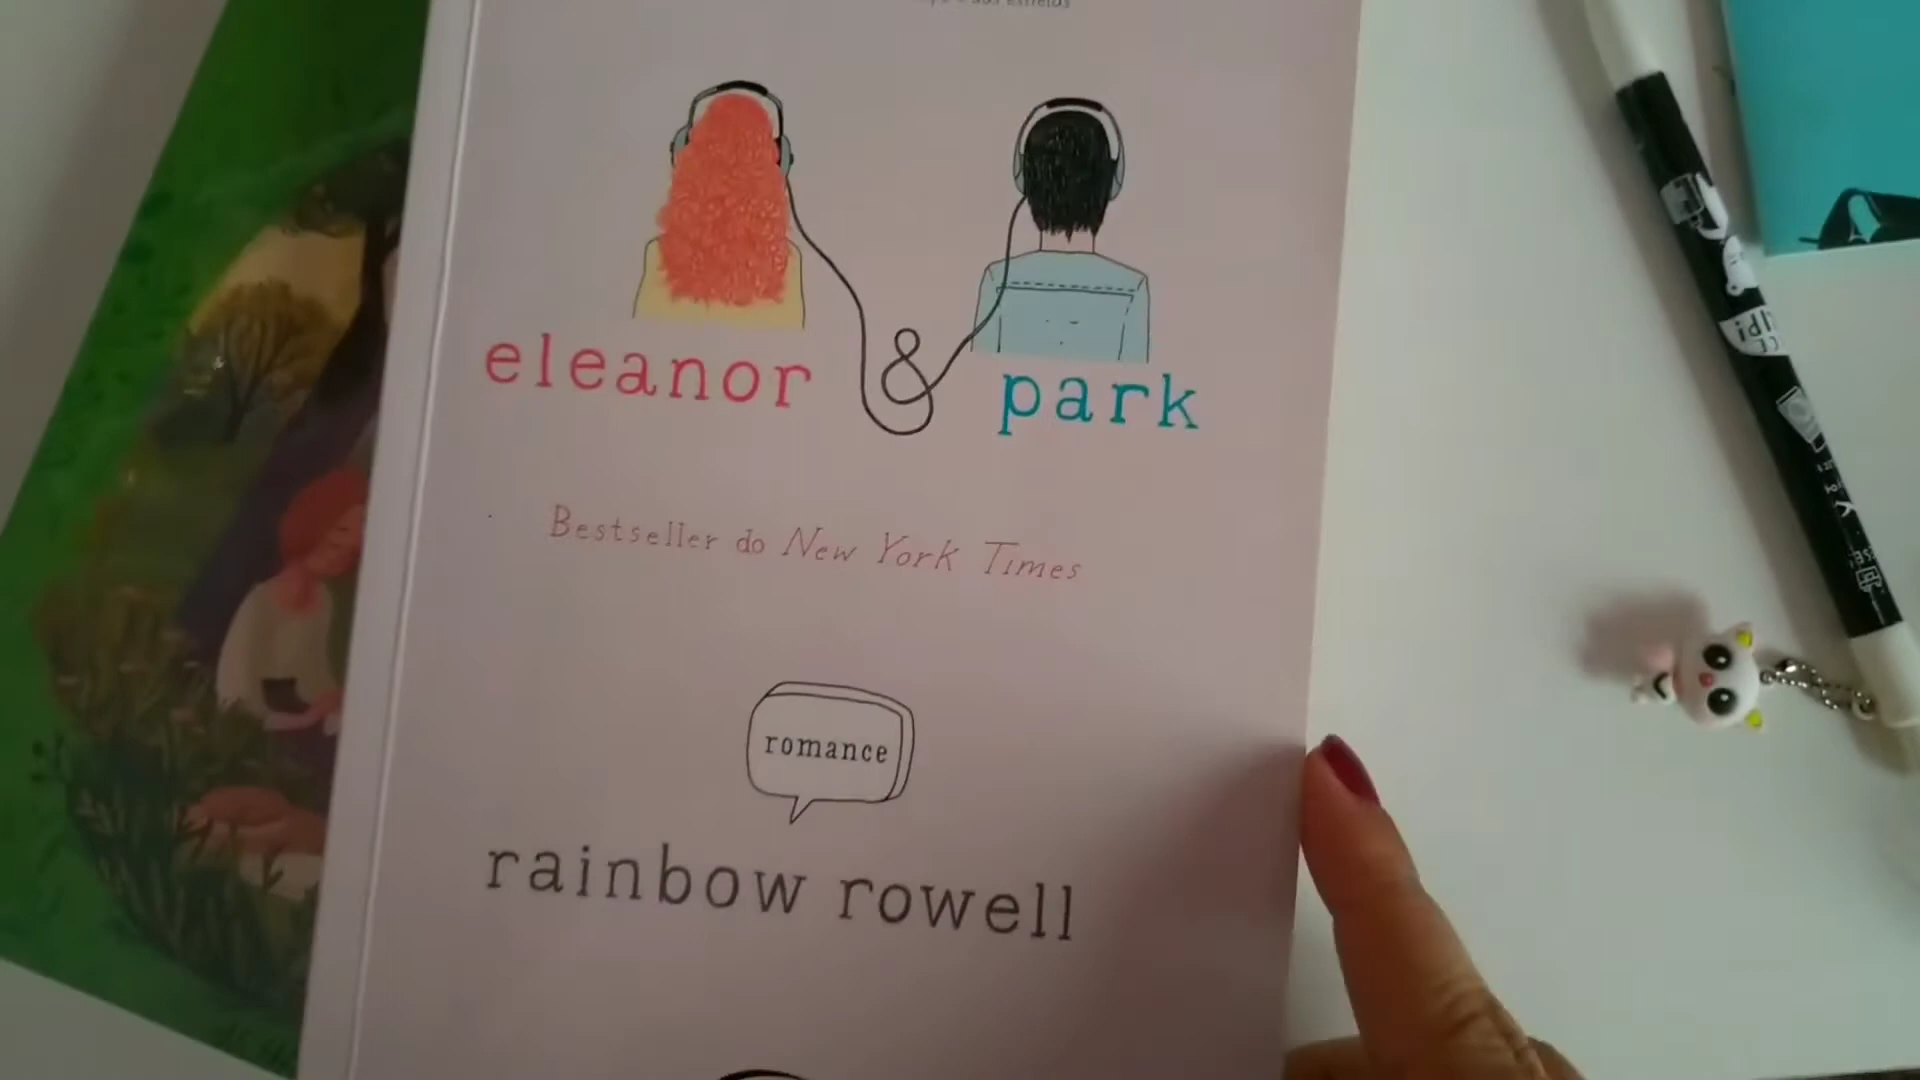 eleanor & park
Bestseller do New York Times
romance
rainbow rowell